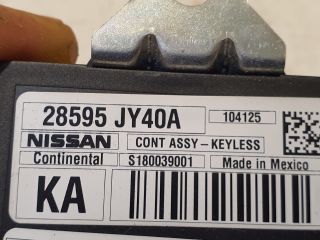 28595 JY40A 104125
NISSAN CONT ASSY-KEYLESS
Continental S180039001 Made in Mexico
KA